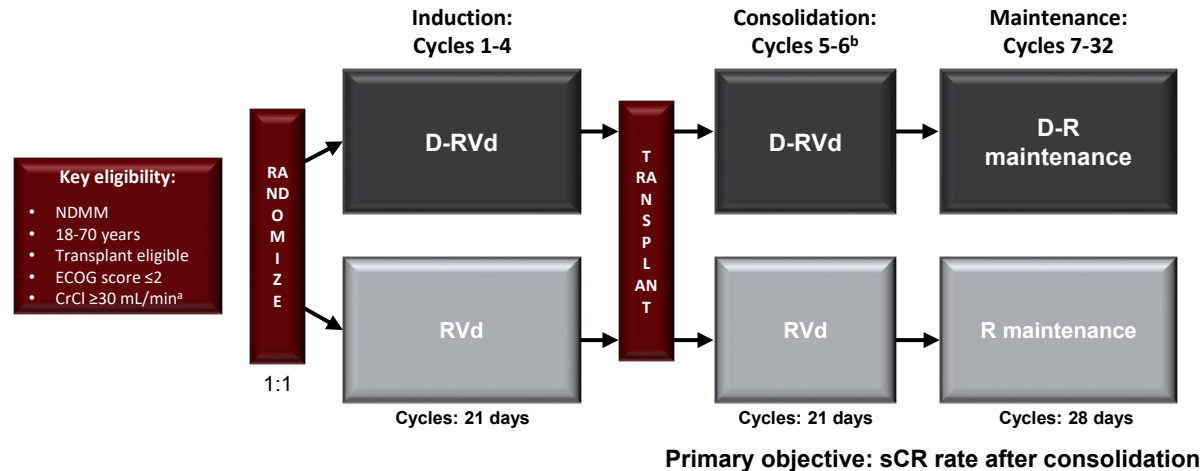 Induction:
Cycles 1-4
Consolidation:
Cycles 5-6ᵇ
Maintenance:
Cycles 7-32
Key eligibility:
• NDMM
• 18-70 years
• Transplant eligible
• ECOG score ≤2
• CrCl ≥30 mL/minᵃ
RA
ND
O
M
I
Z
E
1:1
D-RVd
T
RA
N
S
P
L
AN
T
D-RVd
D-R
maintenance
RVd
RVd
R maintenance
Cycles: 21 days
Cycles: 21 days
Cycles: 28 days
Primary objective: sCR rate after consolidation